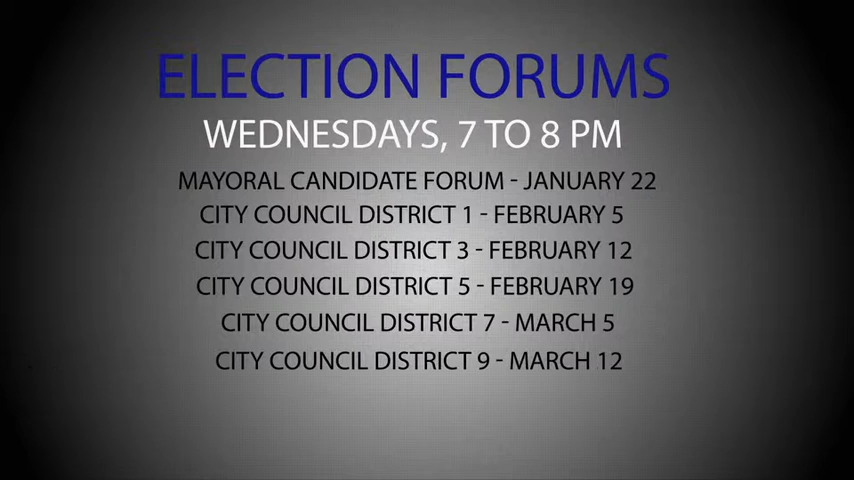 ELECTION FORUMS
WEDNESDAYS, 7 TO 8 PM
MAYORAL CANDIDATE FORUM - JANUARY 22
CITY COUNCIL DISTRICT 1 - FEBRUARY 5
CITY COUNCIL DISTRICT 3 - FEBRUARY 12
CITY COUNCIL DISTRICT 5 - FEBRUARY 19
CITY COUNCIL DISTRICT 7 - MARCH 5
CITY COUNCIL DISTRICT 9 - MARCH 12